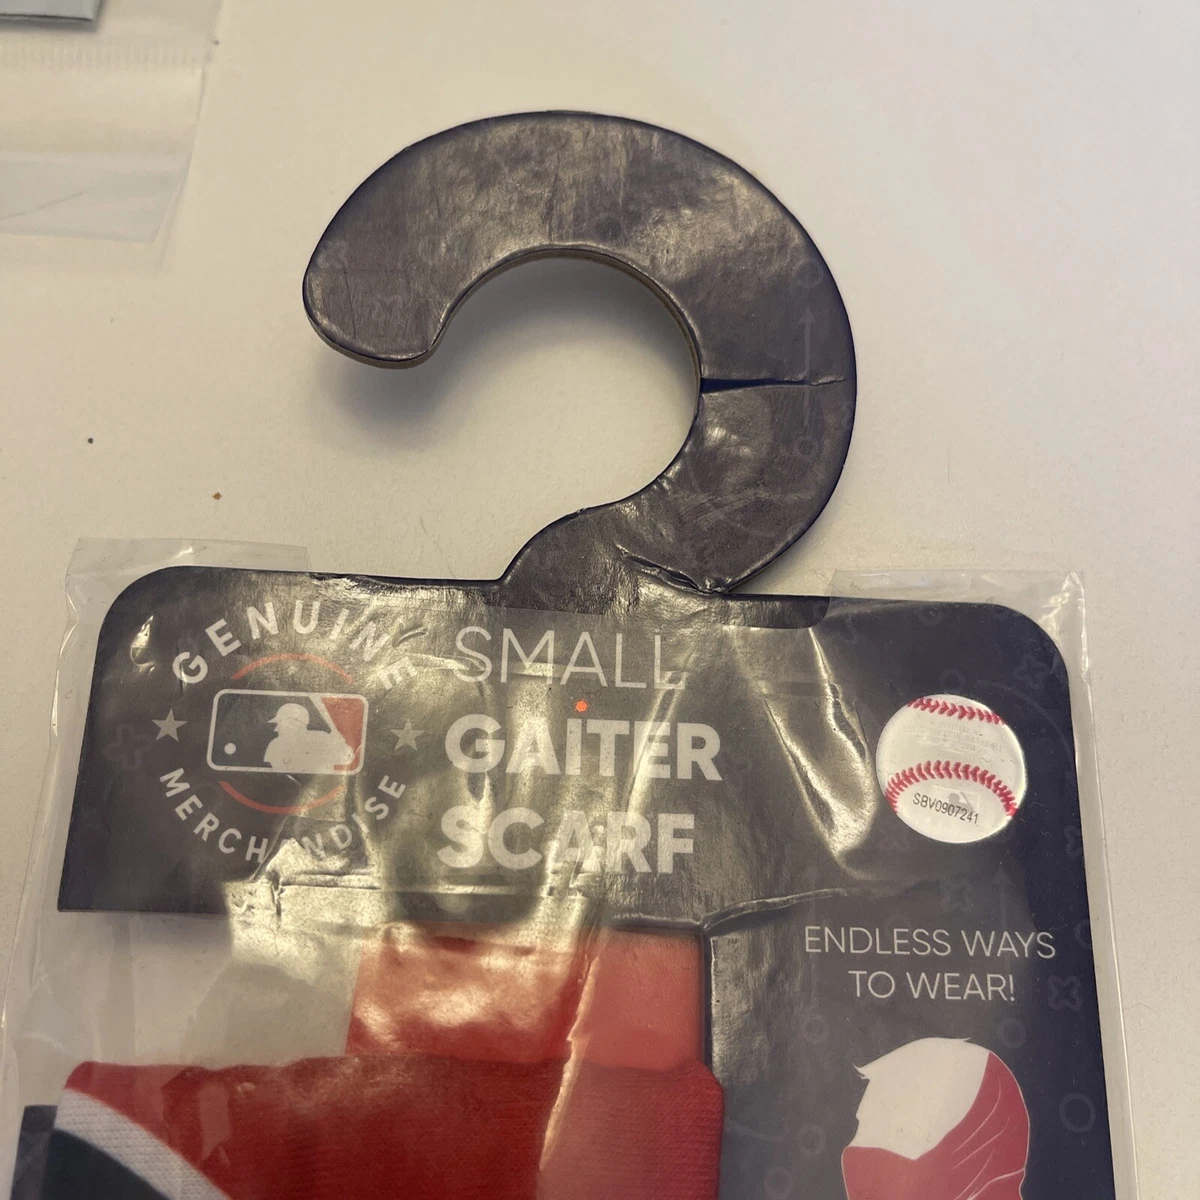 GENUINE
MERCHANDISE
SMALL
GAiTER
SCARF
SBV0907241
ENDLESS WAYS
TO WEAR!